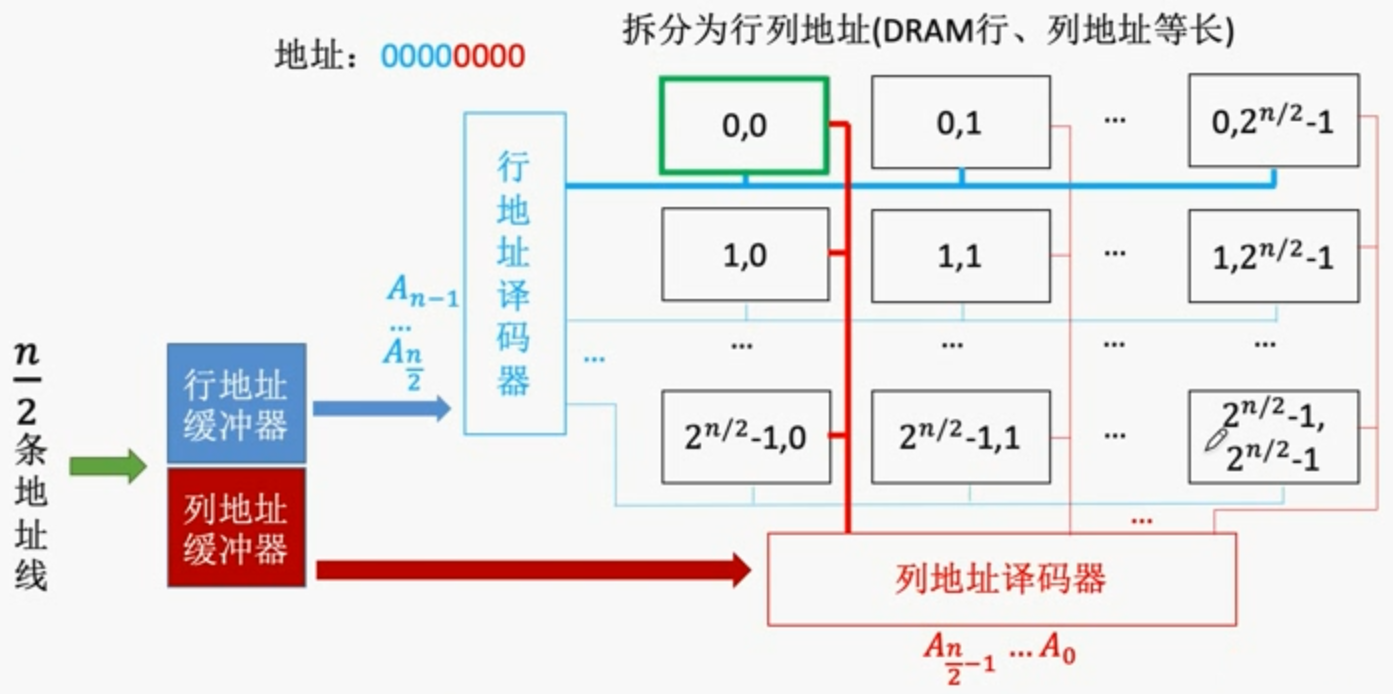 拆分为行列地址(DRAM行、列地址等长)
地址：00000000
0,0
0,1
...
0,2^{n/2}-1
行地址译码器
1,0
1,1
...
1,2^{n/2}-1
A_{n-1}
...
A_{\frac{n}{2}}
...
...
...
...
...
\frac{n}{2}条地址线
行地址
缓冲器
列地址
缓冲器
2^{n/2}-1,0
2^{n/2}-1,1
...
2^{n/2}-1,
2^{n/2}-1
...
列地址译码器
A_{\frac{n}{2}-1} ...A_0